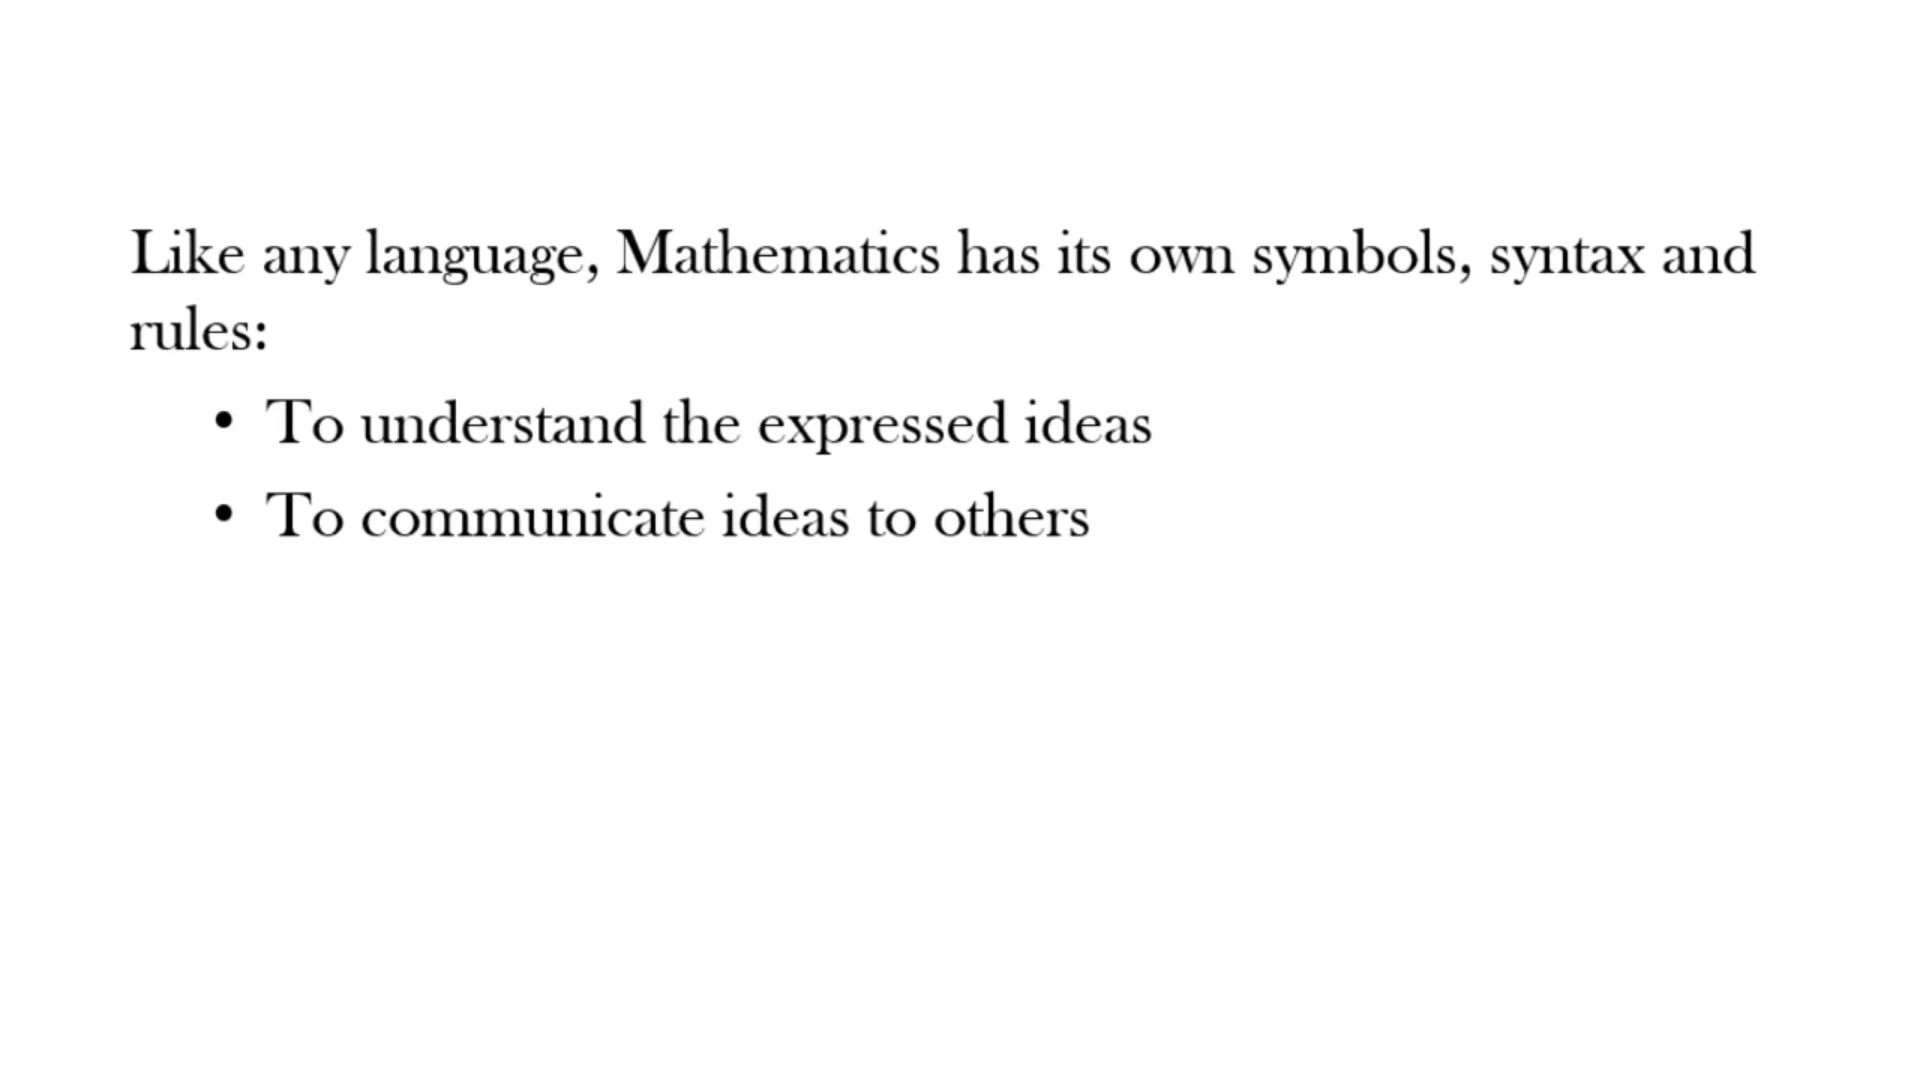 Like any language, Mathematics has its own symbols, syntax and
rules:
• To understand the expressed ideas
• To communicate ideas to others